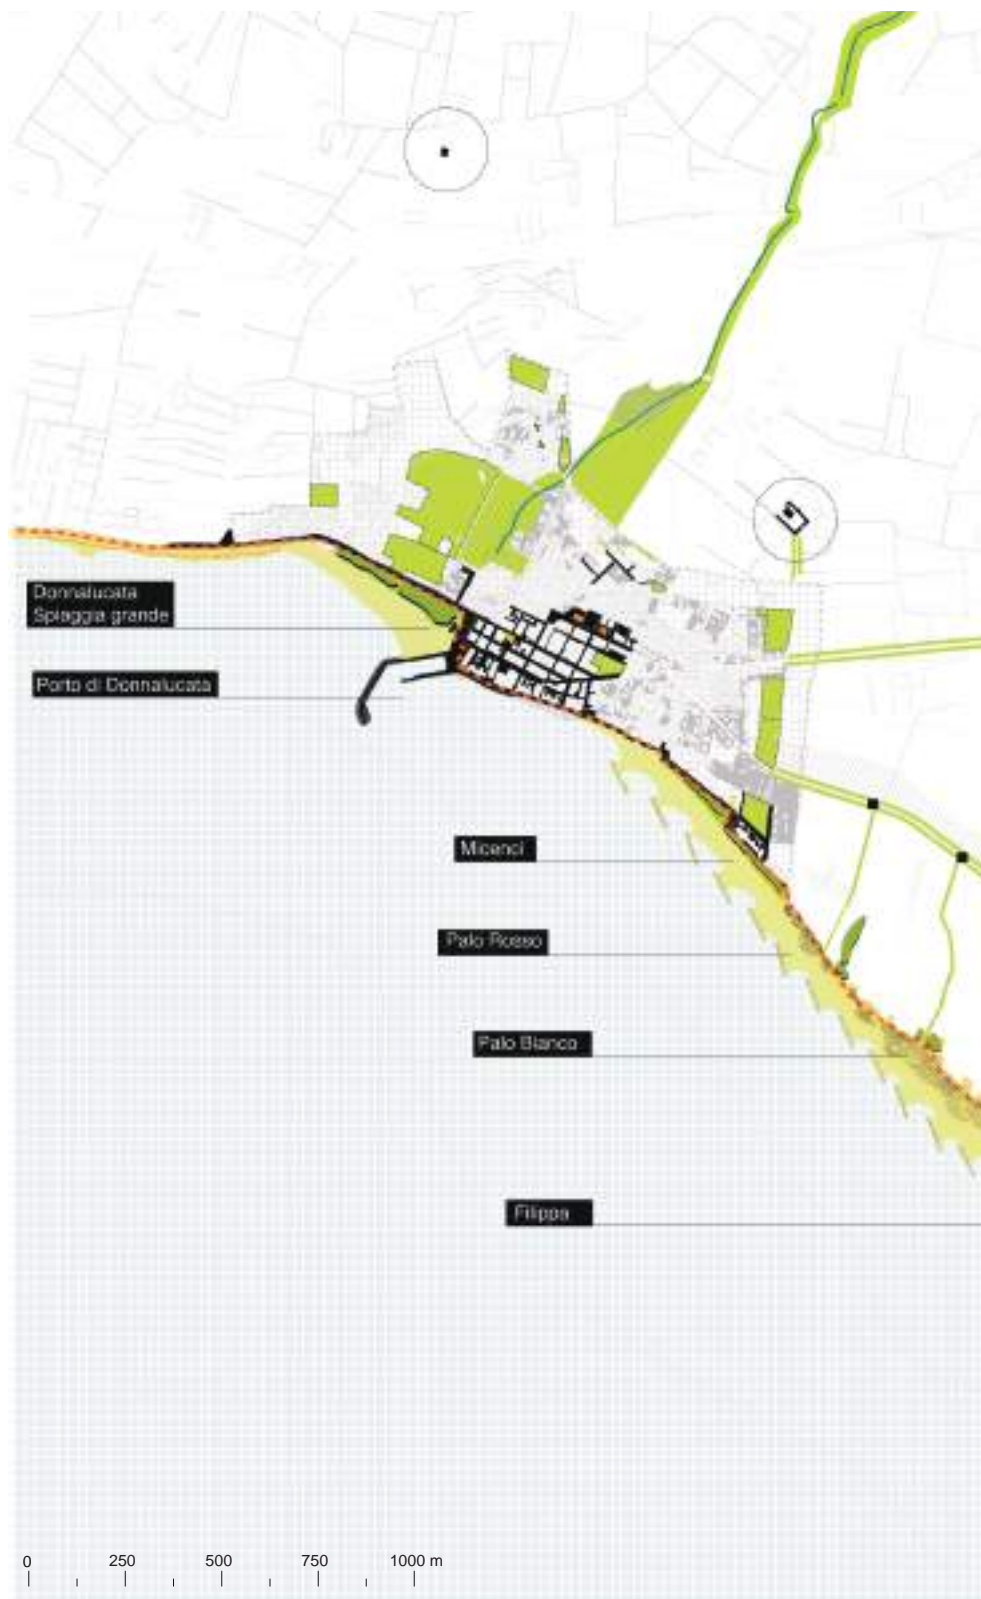 Donnalucata
Spiaggia grande
Porto di Donnalucata
Micenci
Palo Rosso
Palo Bianco
Filippa
0 250 500 750 1000 m